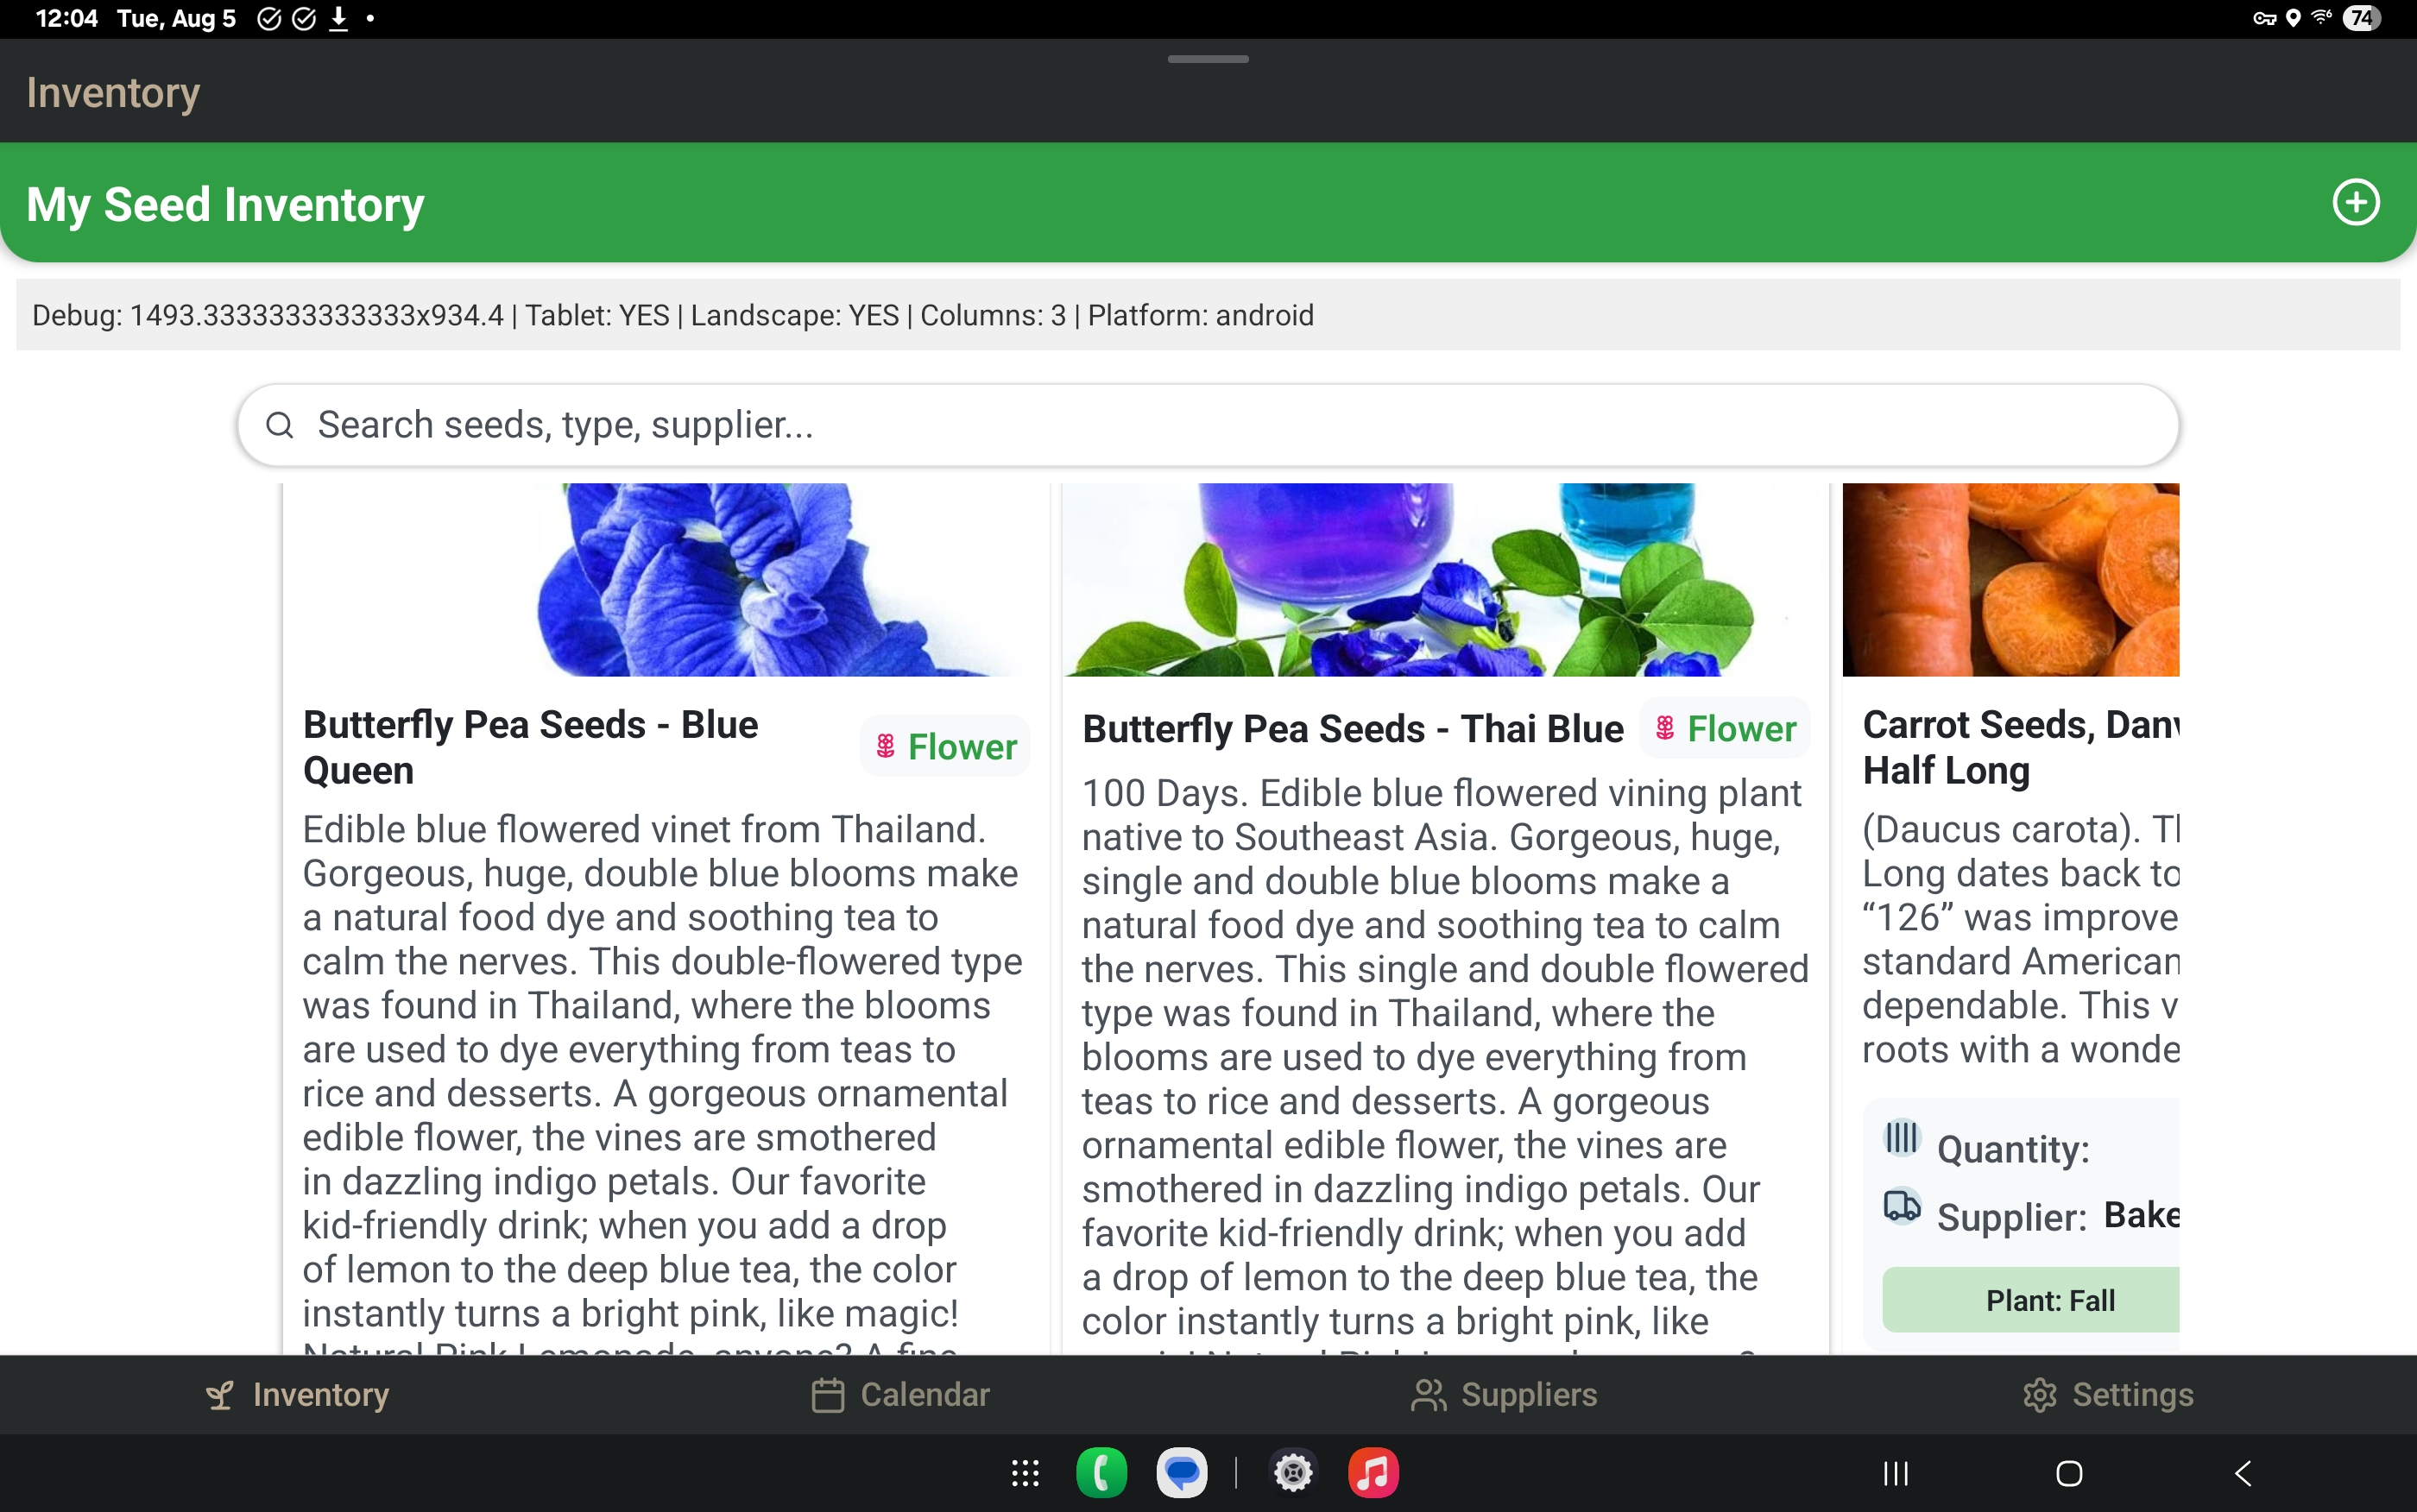 12:04 Tue, Aug 5
74
Inventory
My Seed Inventory
Debug: 1493.3333333333333x934.4 | Tablet: YES | Landscape: YES | Columns: 3 | Platform: android
Search seeds, type, supplier...
Butterfly Pea Seeds - Blue
Queen
Flower
Edible blue flowered vinet from Thailand.
Gorgeous, huge, double blue blooms make
a natural food dye and soothing tea to
calm the nerves. This double-flowered type
was found in Thailand, where the blooms
are used to dye everything from teas to
rice and desserts. A gorgeous ornamental
edible flower, the vines are smothered
in dazzling indigo petals. Our favorite
kid-friendly drink; when you add a drop
of lemon to the deep blue tea, the color
instantly turns a bright pink, like magic!
Natural Pink Lemonade, anyone? A fine
Butterfly Pea Seeds - Thai Blue
Flower
100 Days. Edible blue flowered vining plant
native to Southeast Asia. Gorgeous, huge,
single and double blue blooms make a
natural food dye and soothing tea to calm
the nerves. This single and double flowered
type was found in Thailand, where the
blooms are used to dye everything from
teas to rice and desserts. A gorgeous
ornamental edible flower, the vines are
smothered in dazzling indigo petals. Our
favorite kid-friendly drink; when you add
a drop of lemon to the deep blue tea, the
color instantly turns a bright pink, like
Carrot Seeds, Dan
Half Long
(Daucus carota). T
Long dates back to
“126” was improve
standard American
dependable. This v
roots with a wonde
Quantity:
Supplier: Bake
Plant: Fall
Inventory
Calendar
Suppliers
Settings